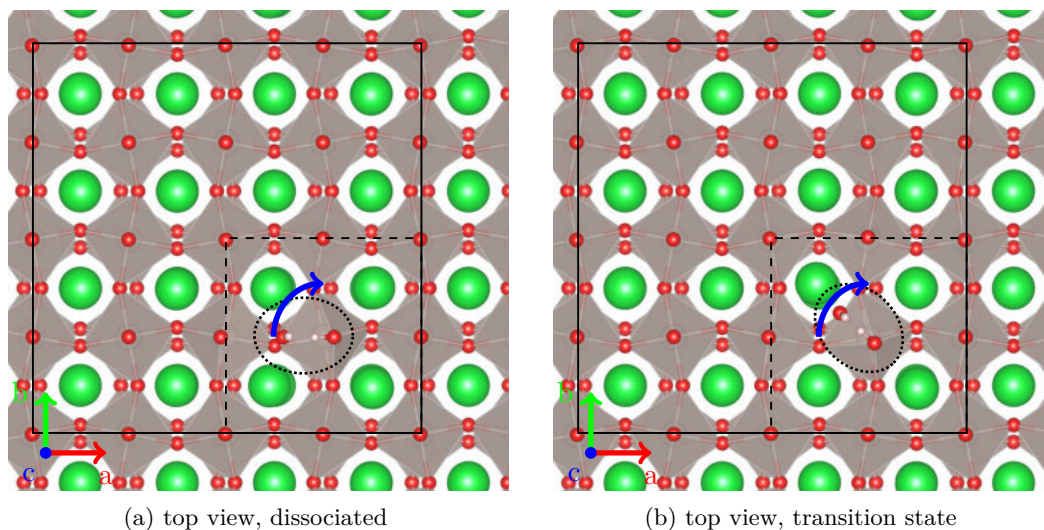 b
c
a
b
c
a
(a) top view, dissociated
(b) top view, transition state